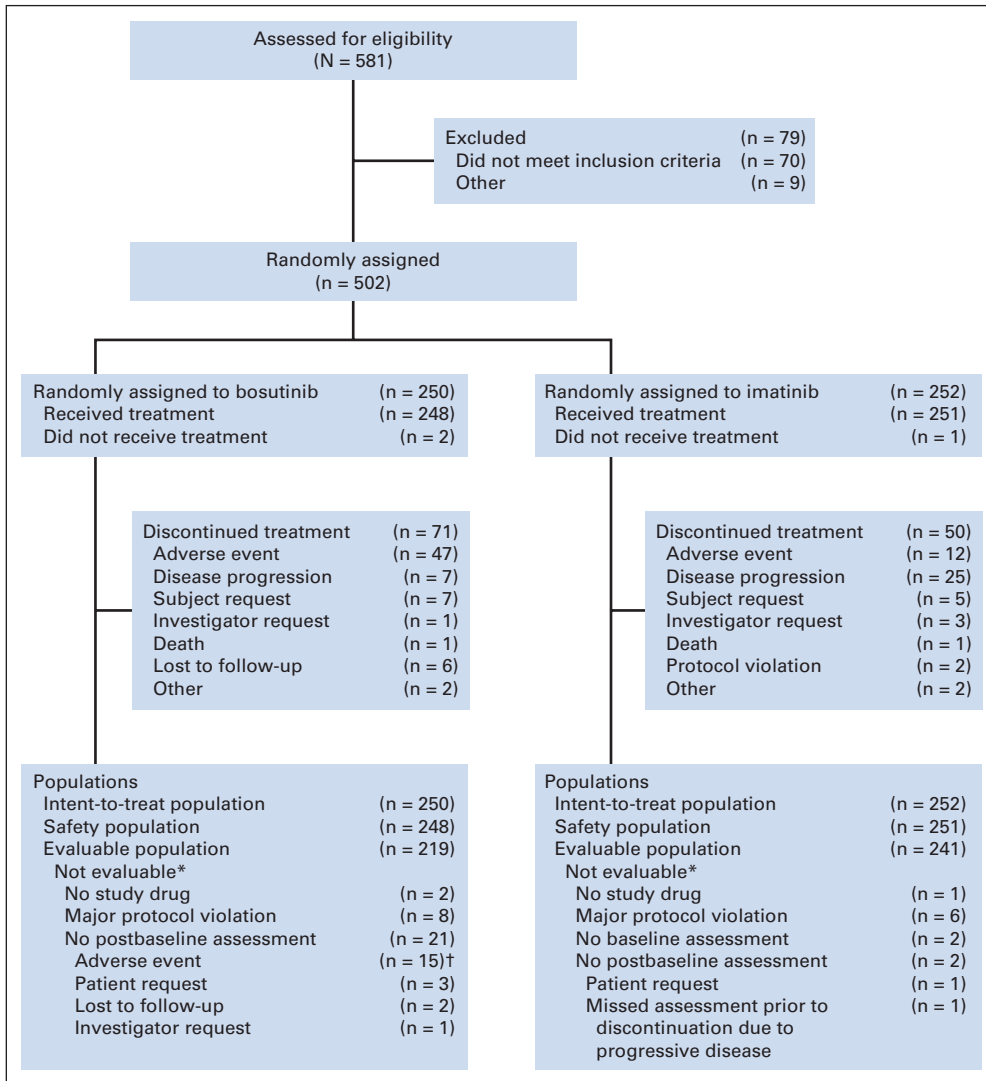 Assessed for eligibility
(N = 581)
Excluded (n = 79)
Did not meet inclusion criteria (n = 70)
Other (n = 9)
Randomly assigned
(n = 502)
Randomly assigned to bosutinib (n = 250)
Received treatment (n = 248)
Did not receive treatment (n = 2)
Randomly assigned to imatinib (n = 252)
Received treatment (n = 251)
Did not receive treatment (n = 1)
Discontinued treatment (n = 71)
Adverse event (n = 47)
Disease progression (n = 7)
Subject request (n = 7)
Investigator request (n = 1)
Death (n = 1)
Lost to follow-up (n = 6)
Other (n = 2)
Discontinued treatment (n = 50)
Adverse event (n = 12)
Disease progression (n = 25)
Subject request (n = 5)
Investigator request (n = 3)
Death (n = 1)
Protocol violation (n = 2)
Other (n = 2)
Populations
Intent-to-treat population (n = 250)
Safety population (n = 248)
Evaluable population (n = 219)
Not evaluable*
No study drug (n = 2)
Major protocol violation (n = 8)
No postbaseline assessment (n = 21)
Adverse event (n = 15)†
Patient request (n = 3)
Lost to follow-up (n = 2)
Investigator request (n = 1)
Populations
Intent-to-treat population (n = 252)
Safety population (n = 251)
Evaluable population (n = 241)
Not evaluable*
No study drug (n = 1)
Major protocol violation (n = 6)
No baseline assessment (n = 2)
No postbaseline assessment (n = 2)
Patient request (n = 1)
Missed assessment prior to (n = 1)
discontinuation due to
progressive disease